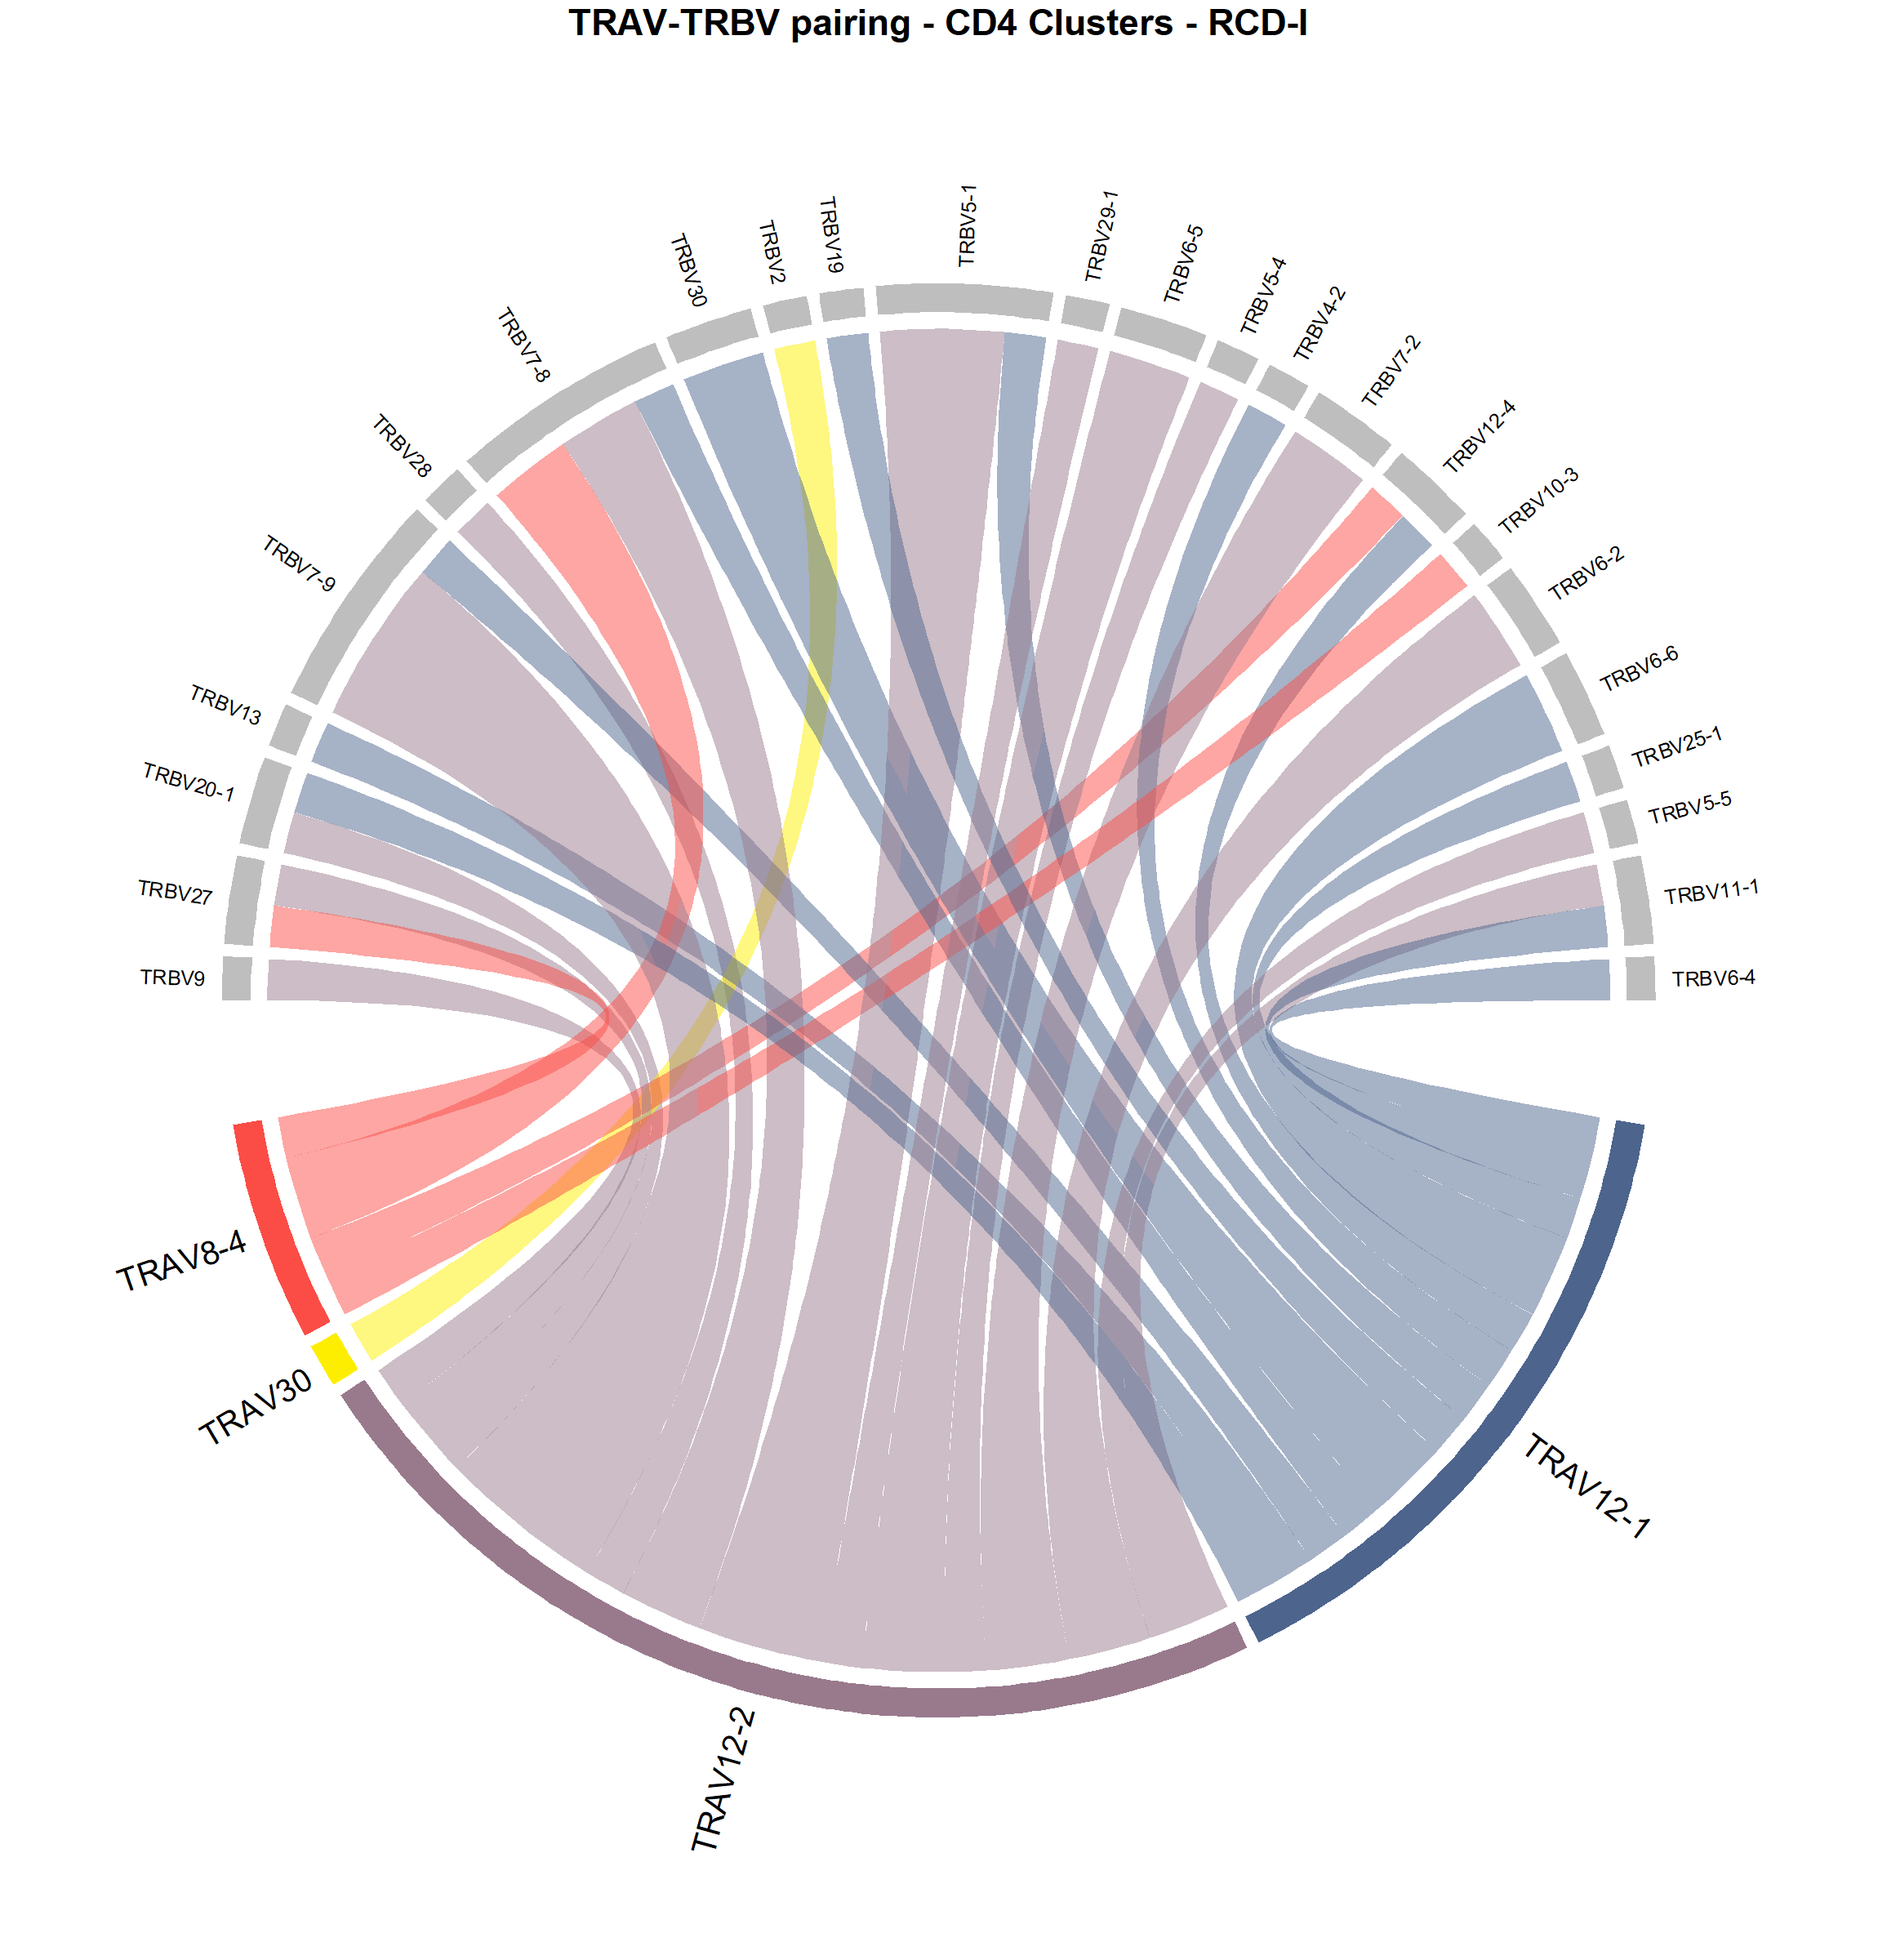 TRAV-TRBV pairing - CD4 Clusters - RCD-I
TRBV9
TRBV27
TRBV20-1
TRBV13
TRBV7-9
TRBV28
TRBV7-8
TRBV30
TRBV2
TRBV19
TRBV5-1
TRBV29-1
TRBV6-5
TRBV5-4
TRBV4-2
TRBV7-2
TRBV12-4
TRBV10-3
TRBV6-2
TRBV6-6
TRBV25-1
TRBV5-5
TRBV11-1
TRBV6-4
TRAV12-1
TRAV12-2
TRAV30
TRAV8-4